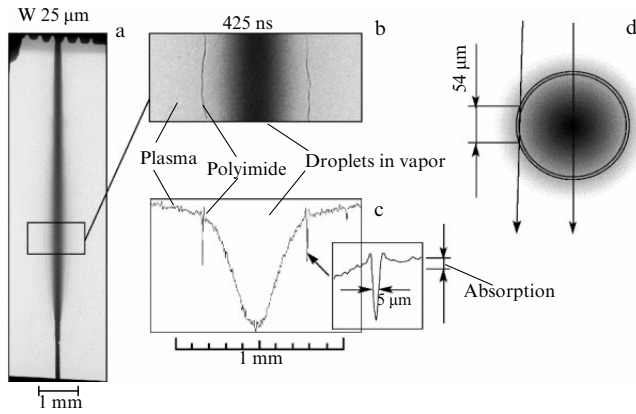 W 25 µm
a
1 mm
425 ns
b
Plasma
Polyimide
Droplets in vapor
c
5 µm
Absorption
1 mm
d
54 µm